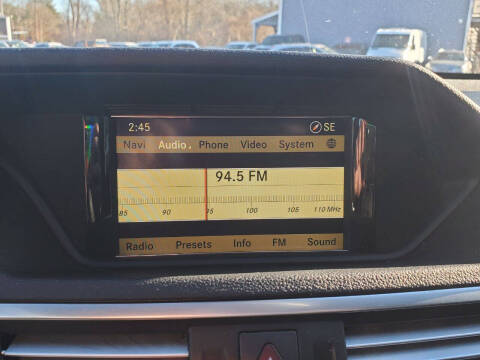 2:45 SE
Navi Audio Phone Video System
94.5 FM
85 90 95 100 105 110 MHz
Radio Presets Info FM Sound